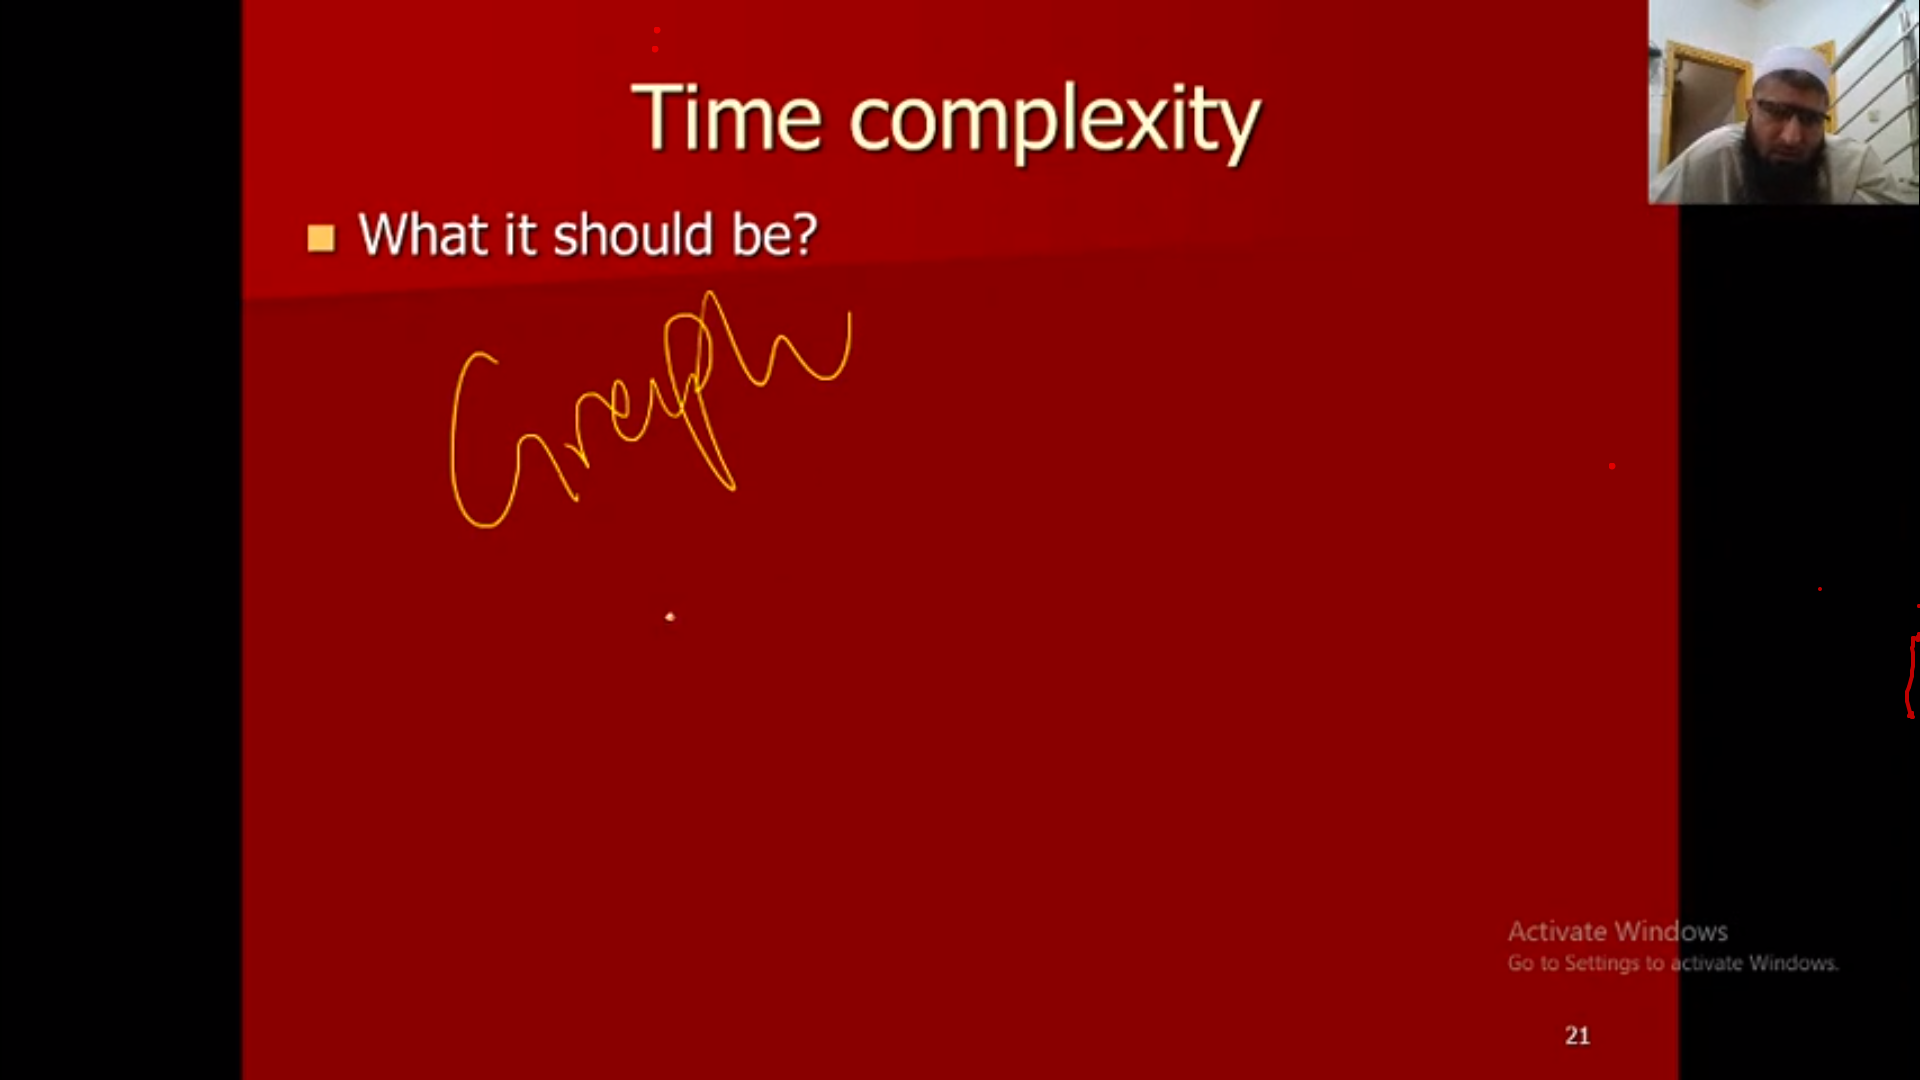 Time complexity
What it should be?
Graph
Activate Windows
Go to Settings to activate Windows.
21